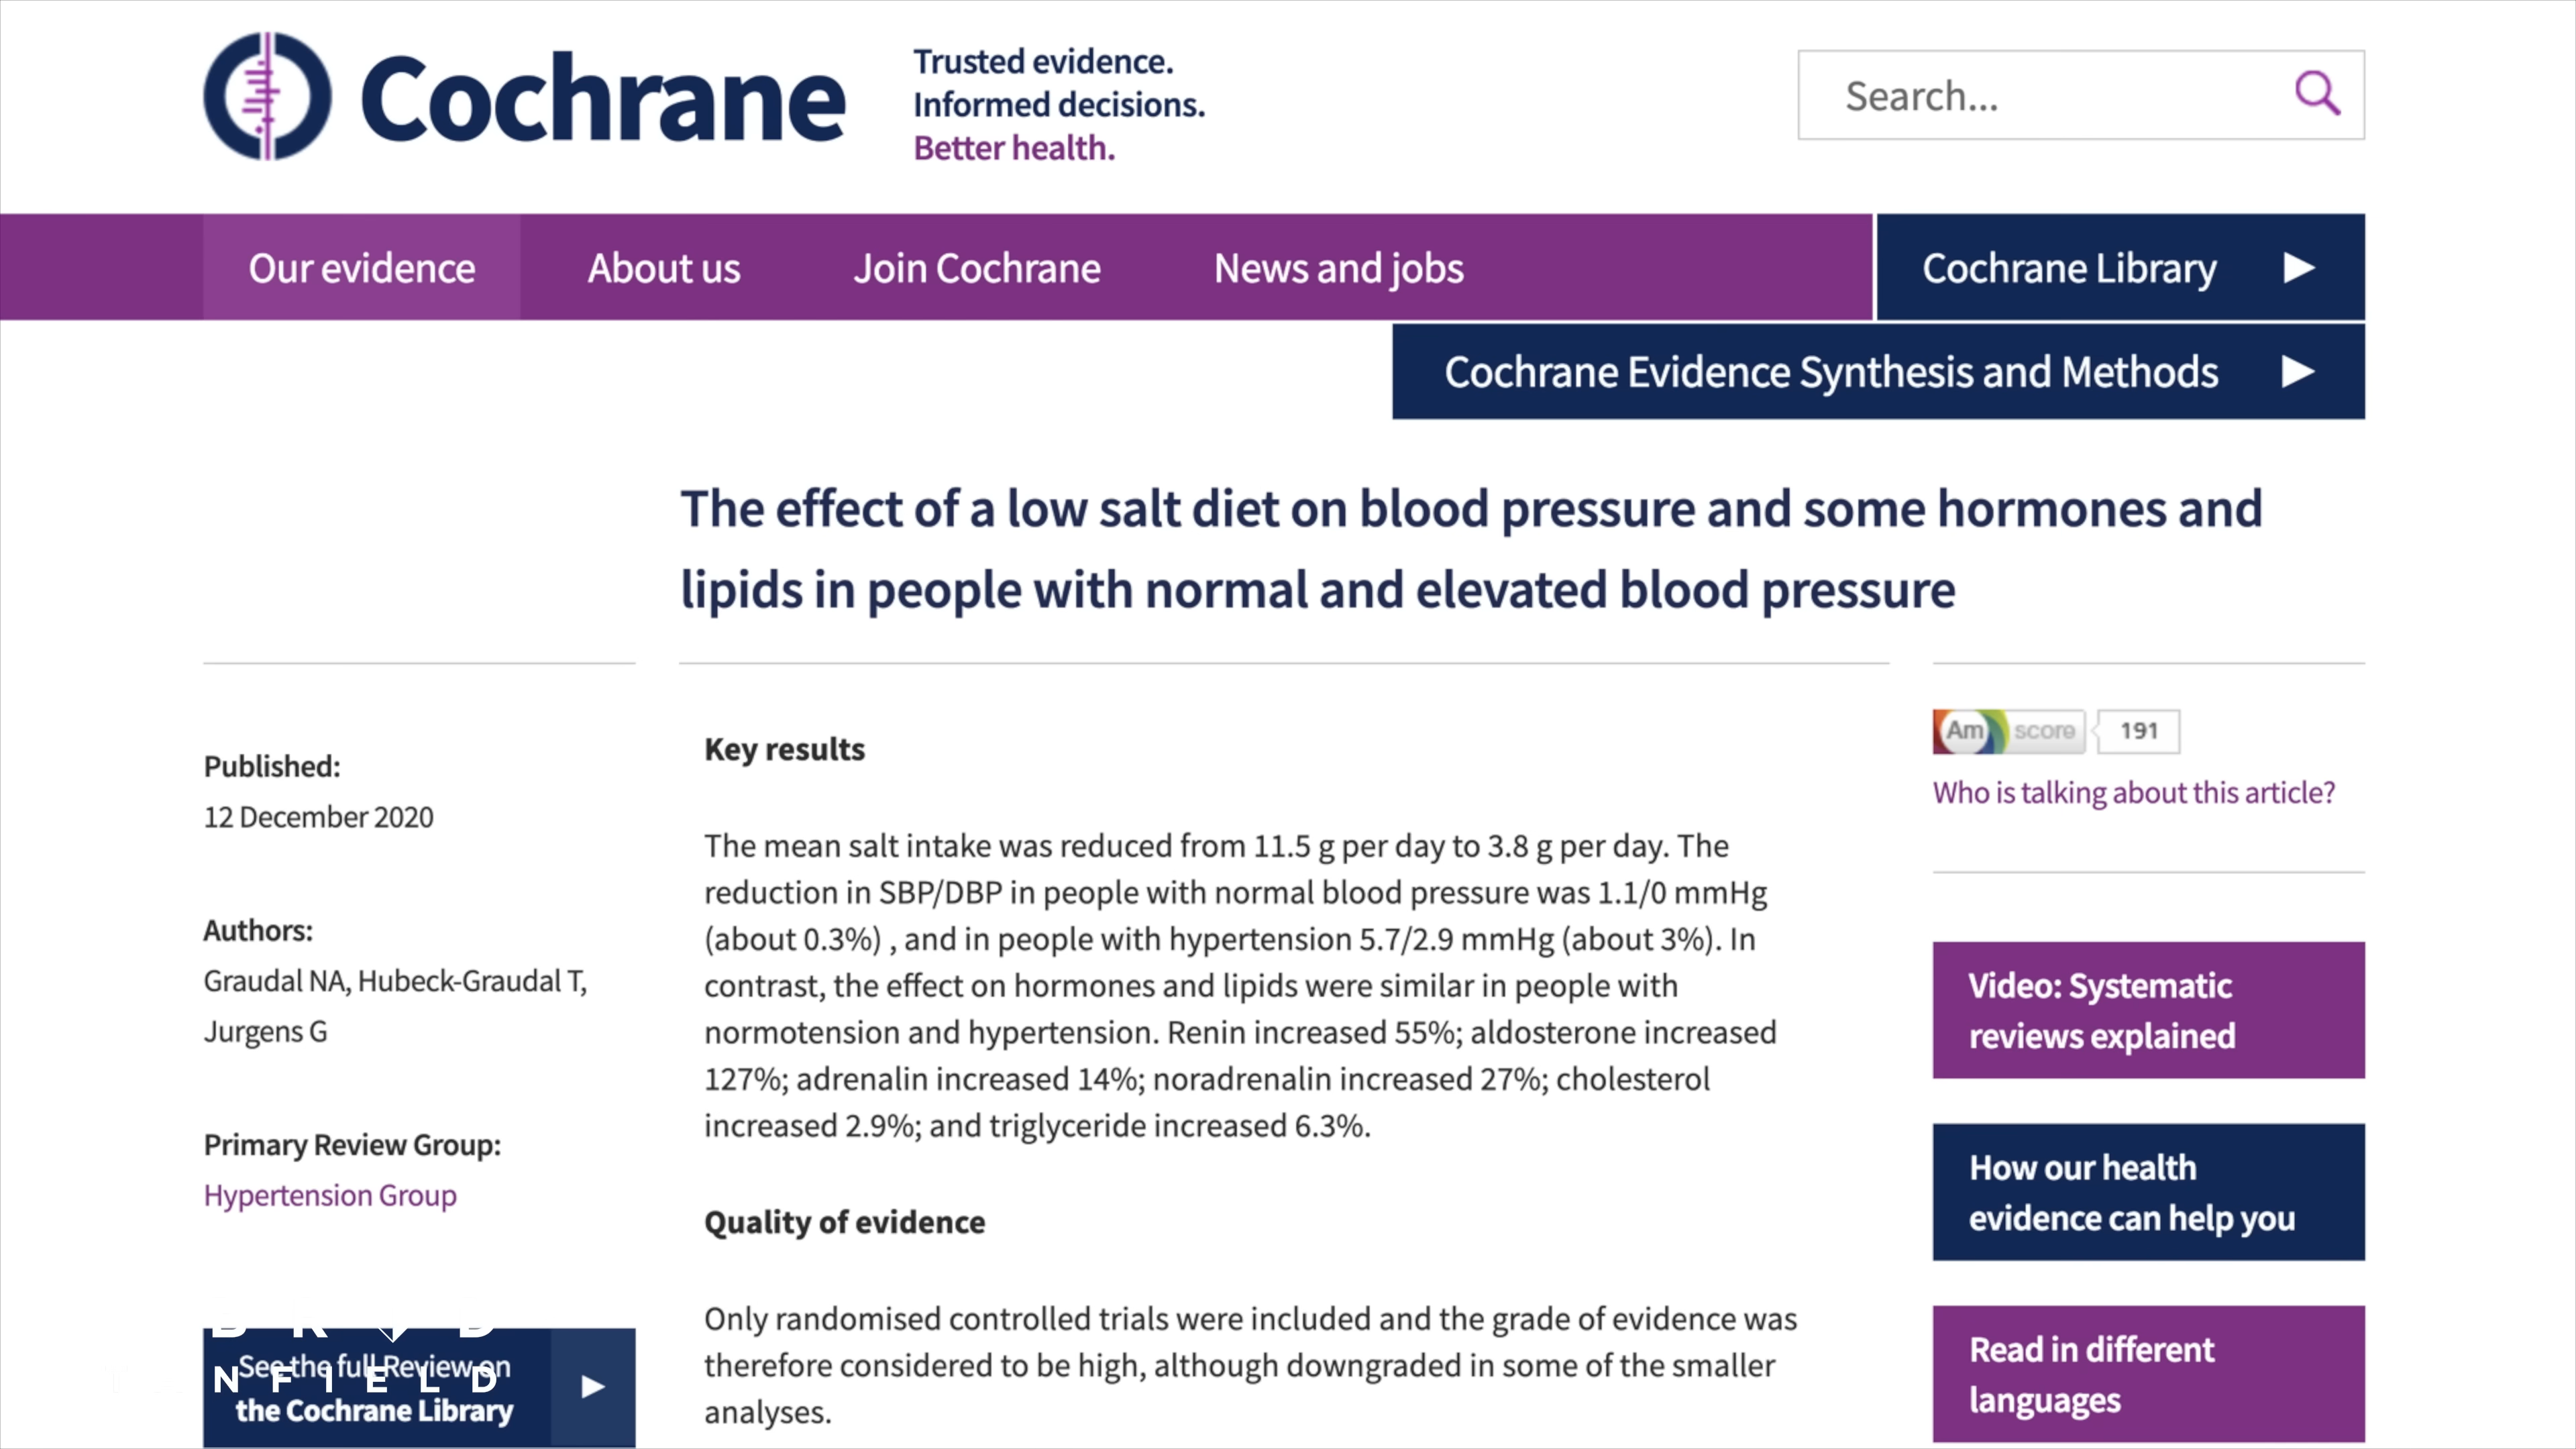 Cochrane
Trusted evidence.
Informed decisions.
Better health.
Search...
Our evidence
About us
Join Cochrane
News and jobs
Cochrane Library
Cochrane Evidence Synthesis and Methods
The effect of a low salt diet on blood pressure and some hormones and
lipids in people with normal and elevated blood pressure
Published:
12 December 2020
Authors:
Graudal NA, Hubeck-Graudal T,
Jurgens G
Primary Review Group:
Hypertension Group
See the full Review on
the Cochrane Library
Key results
The mean salt intake was reduced from 11.5 g per day to 3.8 g per day. The
reduction in SBP/DBP in people with normal blood pressure was 1.1/0 mmHg
(about 0.3%) , and in people with hypertension 5.7/2.9 mmHg (about 3%). In
contrast, the effect on hormones and lipids were similar in people with
normotension and hypertension. Renin increased 55%; aldosterone increased
127%; adrenalin increased 14%; noradrenalin increased 27%; cholesterol
increased 2.9%; and triglyceride increased 6.3%.
Quality of evidence
Only randomised controlled trials were included and the grade of evidence was
therefore considered to be high, although downgraded in some of the smaller
analyses.
Am score 191
Who is talking about this article?
Video: Systematic
reviews explained
How our health
evidence can help you
Read in different
languages